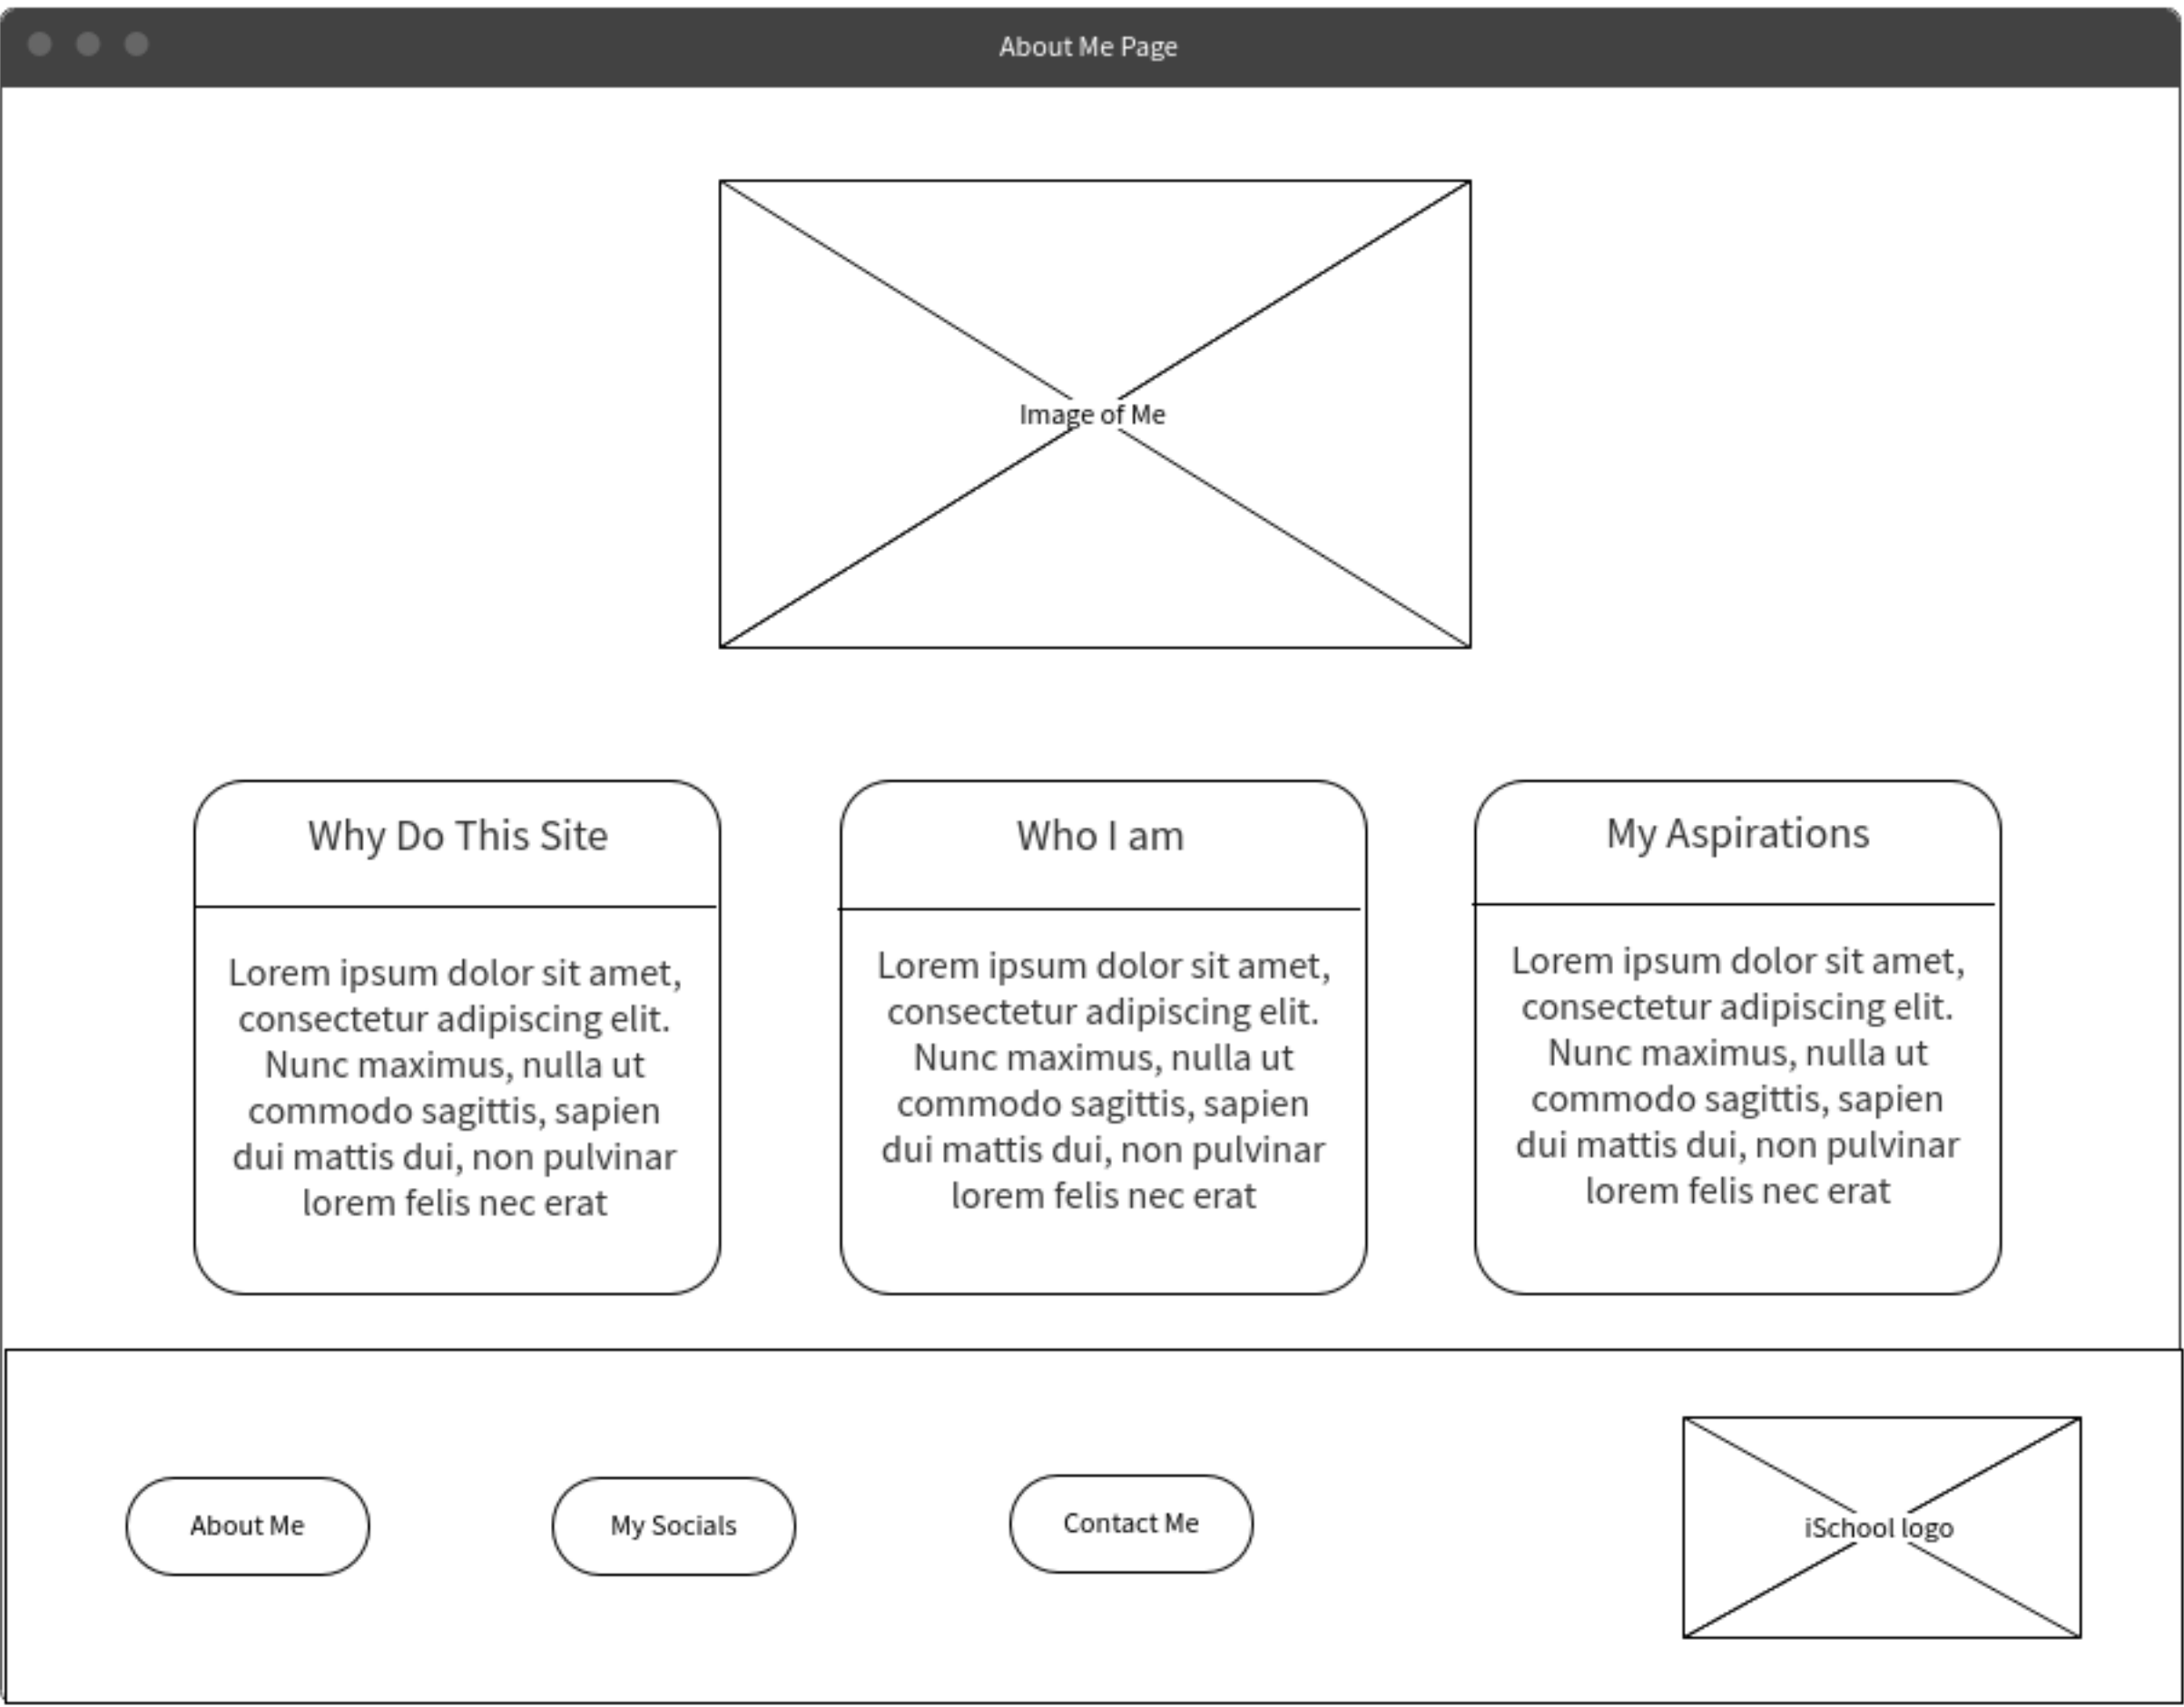 About Me Page
Image of Me
Why Do This Site
Lorem ipsum dolor sit amet,
consectetur adipiscing elit.
Nunc maximus, nulla ut
commodo sagittis, sapien
dui mattis dui, non pulvinar
lorem felis nec erat
Who I am
Lorem ipsum dolor sit amet,
consectetur adipiscing elit.
Nunc maximus, nulla ut
commodo sagittis, sapien
dui mattis dui, non pulvinar
lorem felis nec erat
My Aspirations
Lorem ipsum dolor sit amet,
consectetur adipiscing elit.
Nunc maximus, nulla ut
commodo sagittis, sapien
dui mattis dui, non pulvinar
lorem felis nec erat
About Me
My Socials
Contact Me
iSchool logo